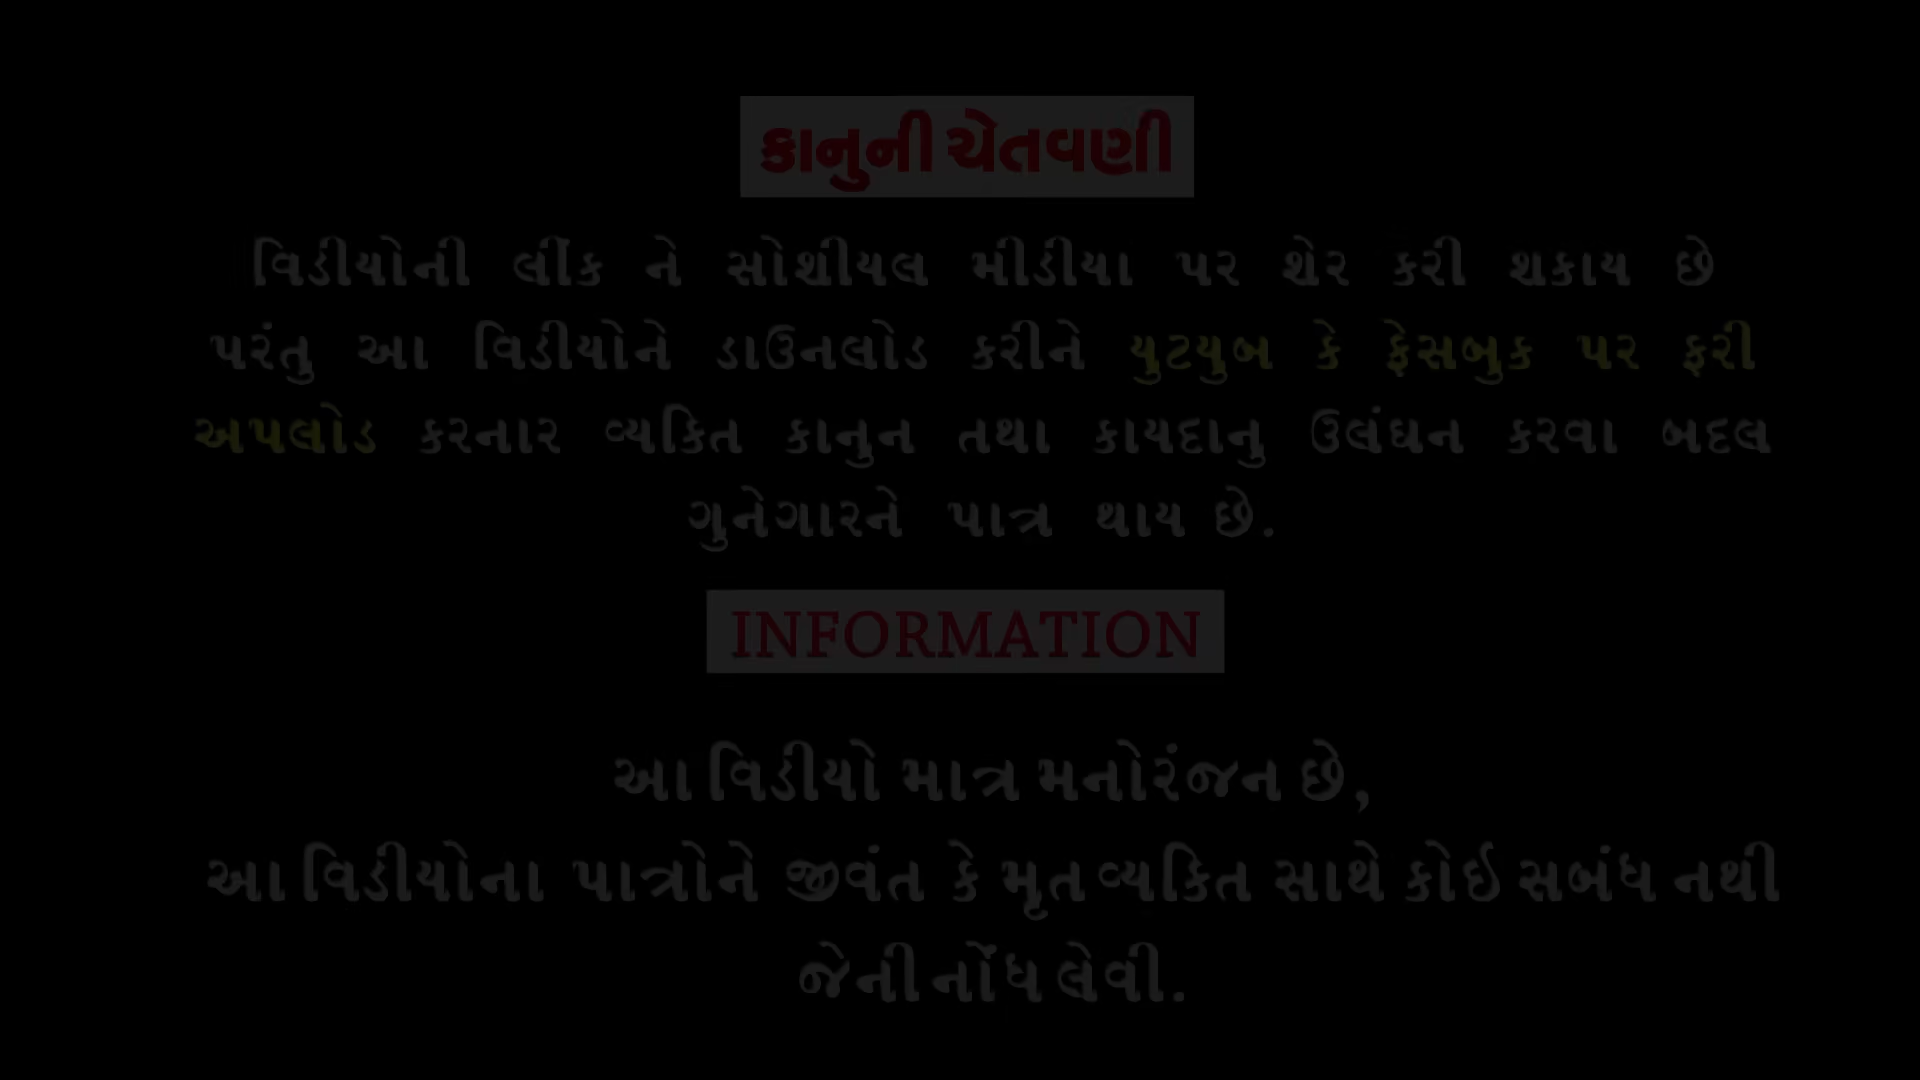 કાનુની ચેતવણી
વિડીયોની લીંક ને સોશીયલ મીડીયા પર શેર કરી શકાય છે
પરંતુ આ વિડીયોને ડાઉનલોડ કરીને યુટયુબ કે ફેસબુક પર ફરી
અપલોડ કરનાર વ્યકિત કાનુન તથા કાયદાનુ ઉલંઘન કરવા બદલ
ગુનેગારને પાત્ર થાય છે.
INFORMATION
આ વિડીયો માત્ર મનોરંજન છે,
આ વિડીયોના પાત્રોને જીવંત કે મૃત વ્યકિત સાથે કોઇ સબંધ નથી
જેની નોંધ લેવી.